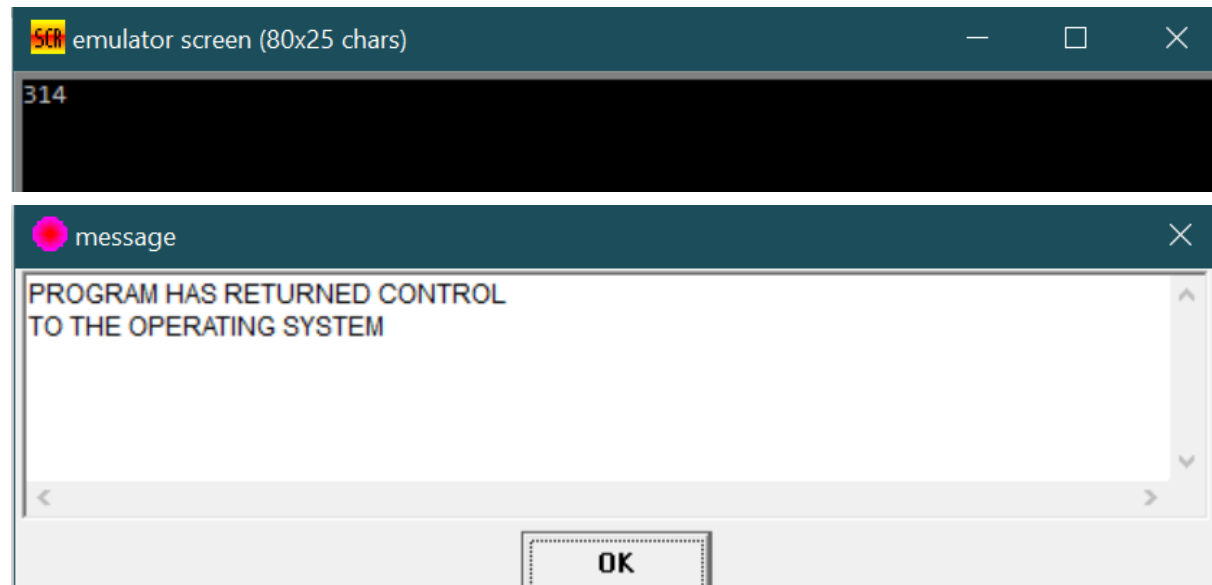 SCR emulator screen (80x25 chars)
314
message
PROGRAM HAS RETURNED CONTROL
TO THE OPERATING SYSTEM
OK